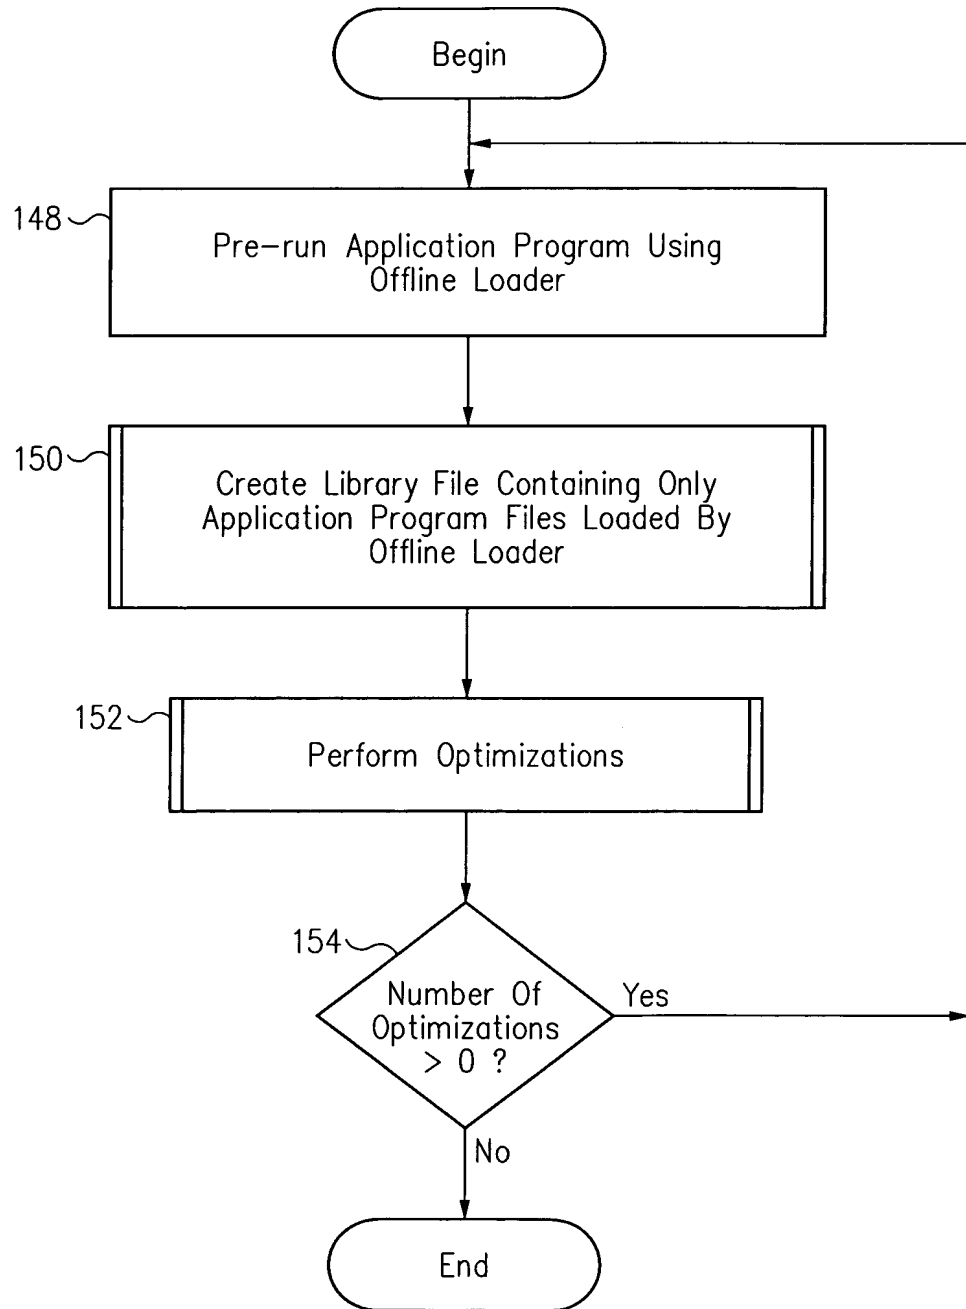 Begin
148
Pre-run Application Program Using
Offline Loader
150
Create Library File Containing Only
Application Program Files Loaded By
Offline Loader
152
Perform Optimizations
154
Number Of
Optimizations
> 0 ?
Yes
No
End